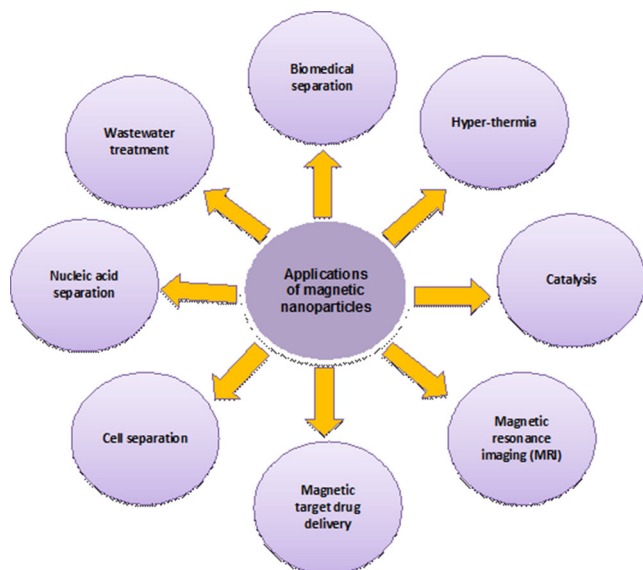 Biomedical
separation
Hyper-thermia
Wastewater
treatment
Applications
of magnetic
nanoparticles
Nucleic acid
separation
Catalysis
Cell separation
Magnetic
resonance
imaging (MRI)
Magnetic
target drug
delivery